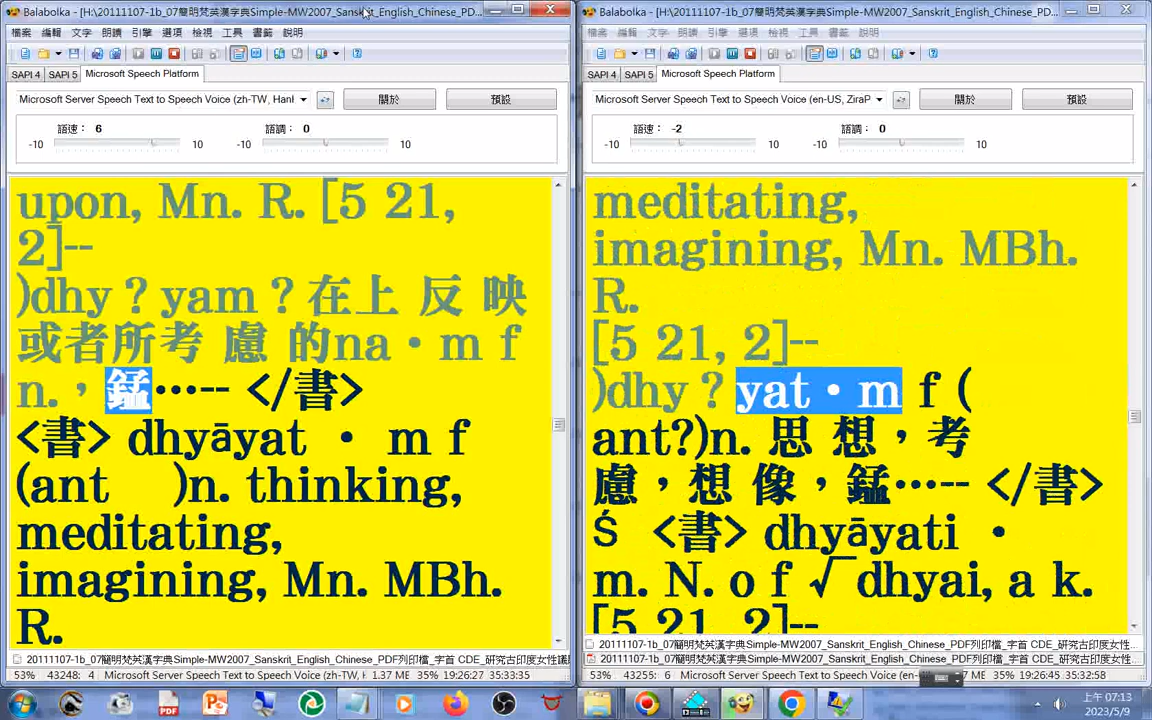 Balabolka - [H:\20111107-1b_07簡明梵英漢字典Simple-MW2007_Sanskrit_English_Chinese_PD...
檔案 編輯 文字 朗讀 引擎 選項 檢視 工具 書籤 說明
SAPI 4 SAPI 5 Microsoft Speech Platform
Microsoft Server Speech Text to Speech Voice (zh-TW, Hanl 關於 預設
語速： 6 語調： 0
-10 10 -10 10
upon, Mn. R. [5 21,
2]--
)dhy？yam？在上 反 映
或者所考 慮 的na・m f
n.，錳…-- </書>
<書> dhyāyat ・ m f
(ant )n. thinking,
meditating,
imagining, Mn. MBh.
R.
20111107-1b_07簡明梵英漢字典Simple-MW2007_Sanskrit_English_Chinese_PDF列印檔_字首 CDE_研究古印度女性議
53% 43248: 4 Microsoft Server Speech Text to Speech Voice (zh-TW, H 1.37 MB 35% 19:26:27 35:33:35
Balabolka - [H:\20111107-1b_07簡明梵英漢字典Simple-MW2007_Sanskrit_English_Chinese_PD...
檔案 編輯 文字 朗讀 引擎 選項 檢視 工具 書籤 說明
SAPI 4 SAPI 5 Microsoft Speech Platform
Microsoft Server Speech Text to Speech Voice (en-US, ZiraP 關於 預設
語速： -2 語調： 0
-10 10 -10 10
meditating,
imagining, Mn. MBh.
R.
[5 21, 2]--
)dhy？yat・m f (
ant?)n. 思 想，考
慮，想 像，錳…-- </書>
Ś <書> dhyāyati ・
m. N. o f √dhyai, a k.
[5 21, 2]--
20111107-1b_07簡明梵英漢字典Simple-MW2007_Sanskrit_English_Chinese_PDF列印檔_字首 CDE_研究古印度女性...
20111107-1b_07簡明梵英漢字典Simple-MW2007_Sanskrit_English_Chinese_PDF列印檔_字首 CDE_研究古印度女性...
53% 43255: 6 Microsoft Server Speech Text to Speech 35% 19:26:45 35:32:58
上午 07:13
2023/5/9